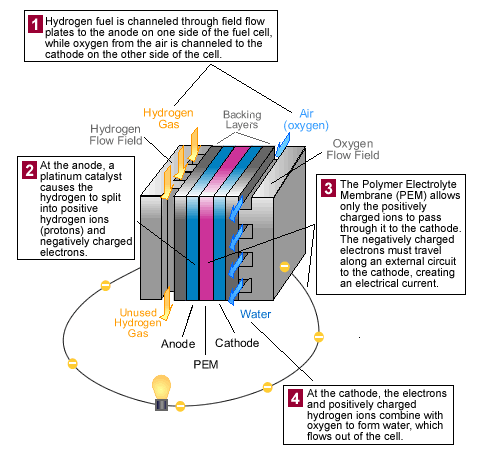 1 Hydrogen fuel is channeled through field flow
plates to the anode on one side of the fuel cell,
while oxygen from the air is channeled to the
cathode on the other side of the cell.
Hydrogen
Gas
Backing
Layers
Air
(oxygen)
Hydrogen
Flow Field
Oxygen
Flow Field
2 At the anode, a
platinum catalyst
causes the
hydrogen to split
into positive
hydrogen ions
(protons) and
negatively charged
electrons.
3 The Polymer Electrolyte
Membrane (PEM) allows
only the positively
charged ions to pass
through it to the cathode.
The negatively charged
electrons must travel
along an external circuit
to the cathode, creating
an electrical current.
Unused
Hydrogen
Gas
Water
Anode
Cathode
PEM
4 At the cathode, the electrons
and positively charged
hydrogen ions combine with
oxygen to form water, which
flows out of the cell.